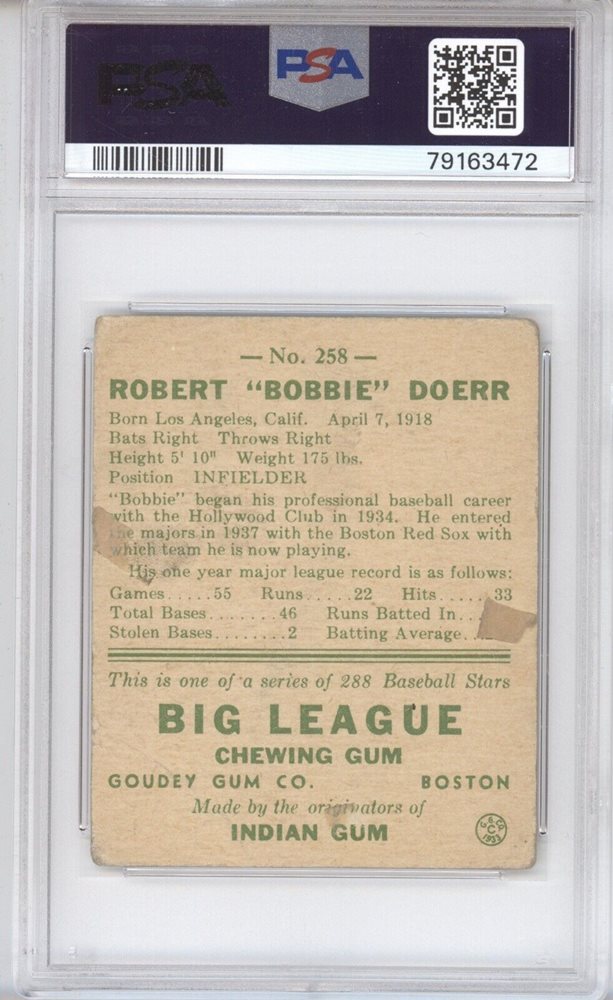 PSA
PSA
79163472
— No. 258 —
ROBERT "BOBBIE" DOERR
Born Los Angeles, Calif. April 7, 1918
Bats Right Throws Right
Height 5' 10" Weight 175 lbs.
Position INFIELDER
"Bobbie" began his professional baseball career
with the Hollywood Club in 1934. He entered
he majors in 1937 with the Boston Red Sox with
which team he is now playing.
His one year major league record is as follows:
Games.....55 Runs.....22 Hits.....33
Total Bases........46 Runs Batted In..
Stolen Bases........2 Batting Average..
This is one of a series of 288 Baseball Stars
BIG LEAGUE
CHEWING GUM
GOUDEY GUM CO. BOSTON
Made by the originators of
INDIAN GUM
G. G. CO.
C
1933